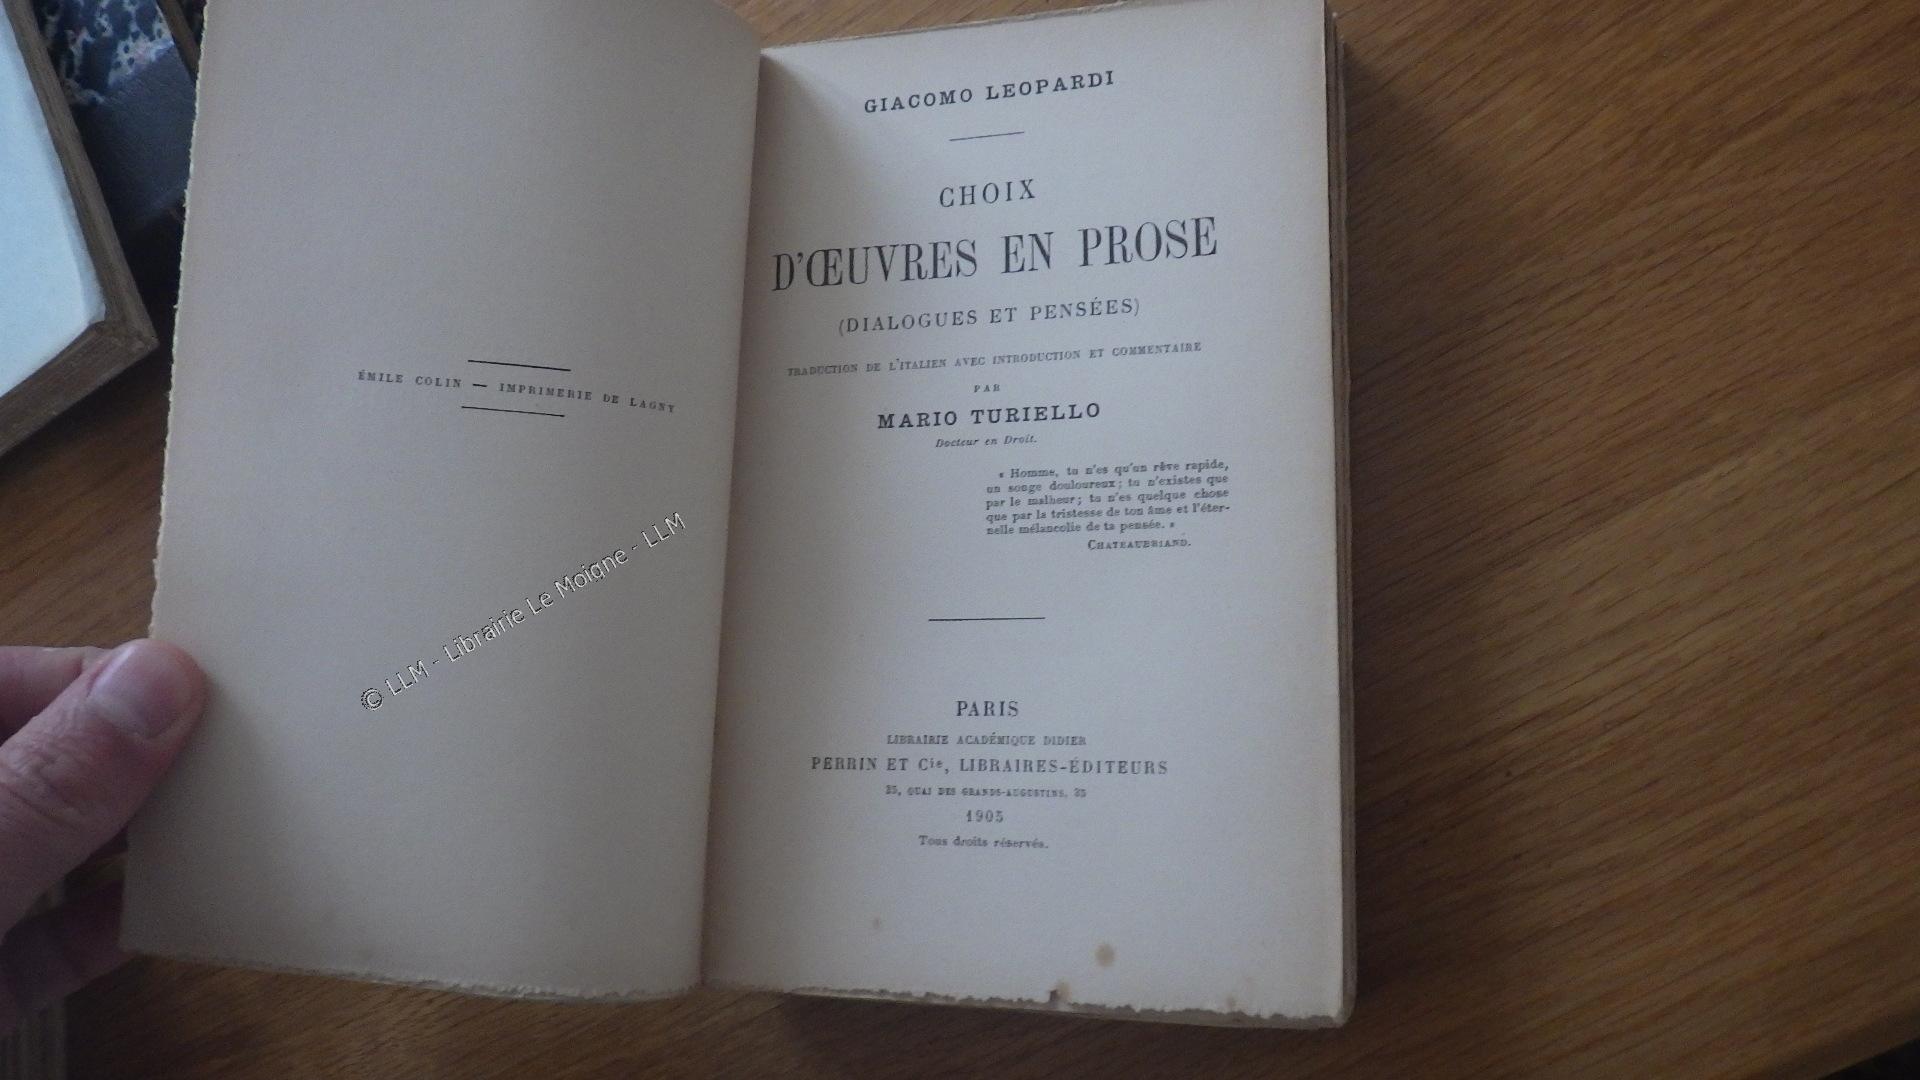 ÉMILE COLIN — IMPRIMERIE DE LAGNY
© LLM - Librairie Le Moigne - LLM
GIACOMO LEOPARDI
CHOIX
D'ŒUVRES EN PROSE
(DIALOGUES ET PENSÉES)
TRADUCTION DE L'ITALIEN AVEC INTRODUCTION ET COMMENTAIRE
PAR
MARIO TURIELLO
Docteur en Droit.
« Homme, tu n'es qu'un rêve rapide,
un songe douloureux ; tu n'existes que
par le malheur ; tu n'es quelque chose
que par la tristesse de ton âme et l'éter-
nelle mélancolie de ta pensée. »
CHATEAUBRIAND.
PARIS
LIBRAIRIE ACADÉMIQUE DIDIER
PERRIN ET Cie, LIBRAIRES-ÉDITEURS
35, QUAI DES GRANDS-AUGUSTINS, 35
1905
Tous droits réservés.